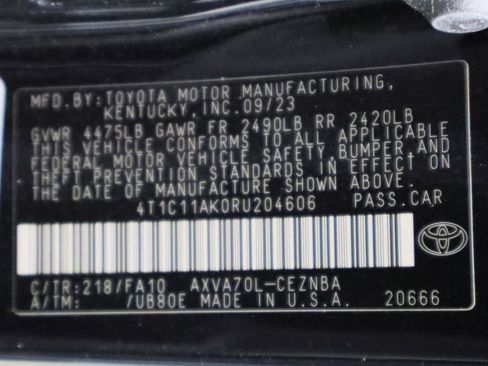 MFD.BY: TOYOTA MOTOR MANUFACTURING,
KENTUCKY, INC. 09/23
GVWR 4475LB GAWR FR 2490LB RR 2420LB
THIS VEHICLE CONFORMS TO ALL APPLICABLE
FEDERAL MOTOR VEHICLE SAFETY, BUMPER AND
THEFT PREVENTION STANDARDS IN EFFECT ON
THE DATE OF MANUFACTURE SHOWN ABOVE.
4T1C11AK0RU204606 PASS.CAR
C/TR:218/FA10 AXVA70L-CEZNBA
A/TM: /UB80E MADE IN U.S.A. 20666